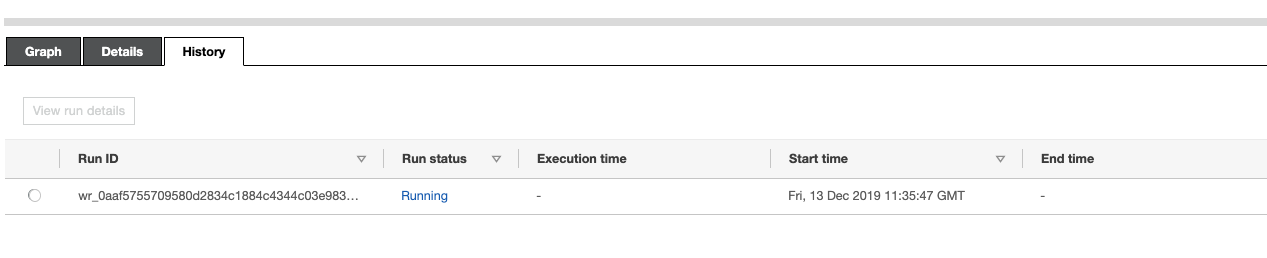 Graph Details History
View run details
Run ID Run status Execution time Start time End time
wr_0aaf5755709580d2834c1884c4344c03e983... Running - Fri, 13 Dec 2019 11:35:47 GMT -